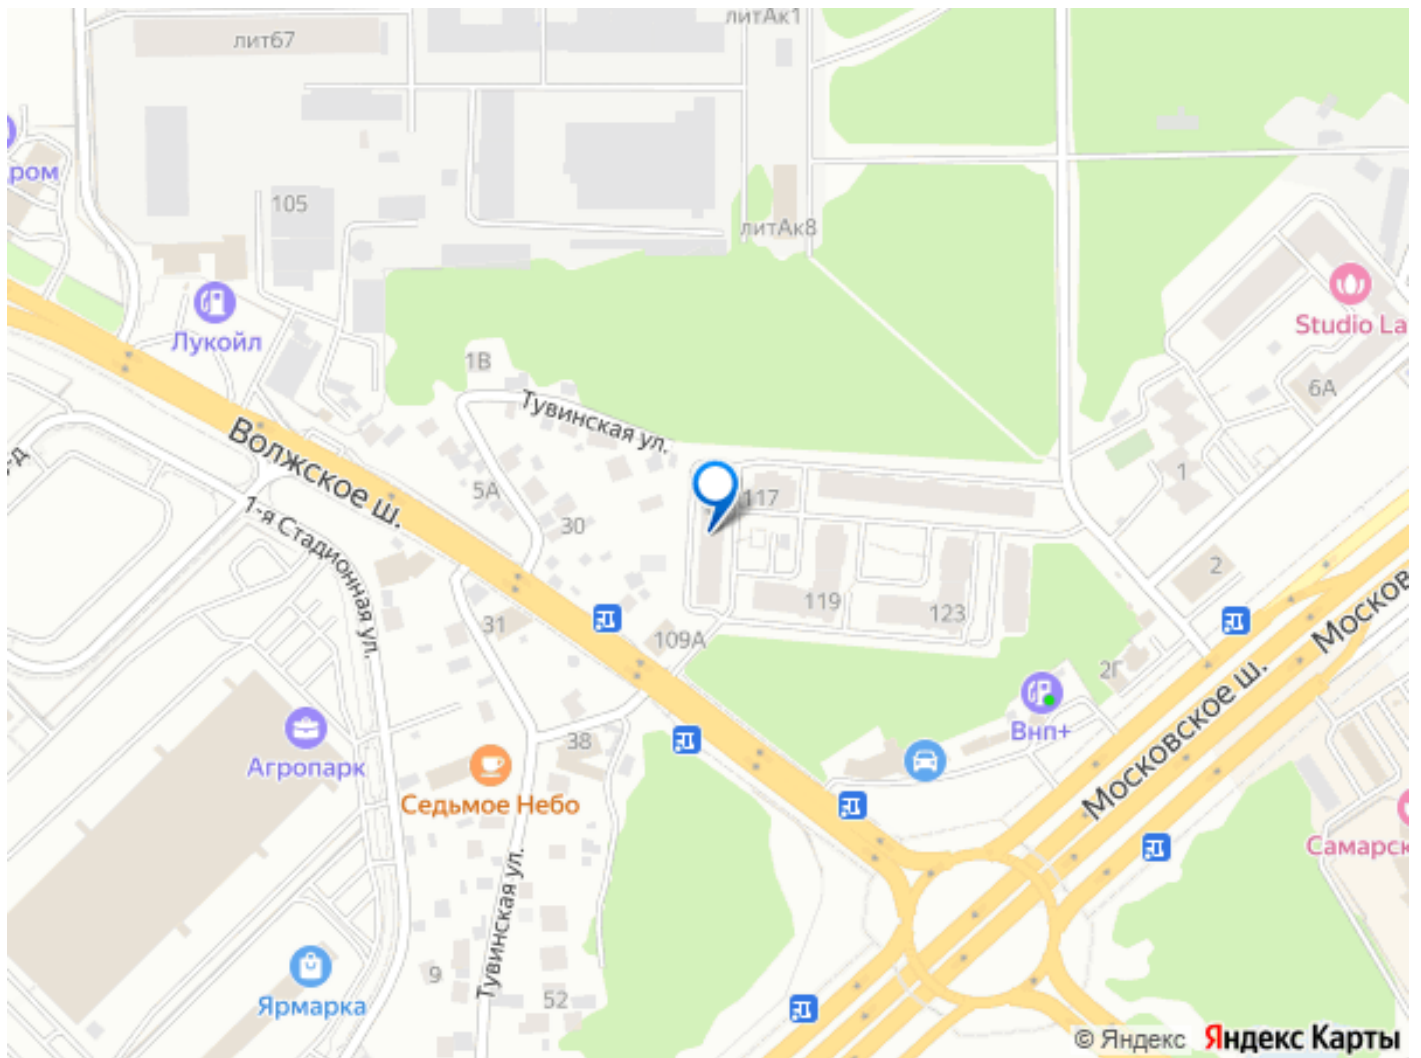 литАк1
лит67
ром
105
литАк8
Лукойл
Studio La
1В
6А
Тувинская ул.
Волжское ш.
1
5А
117
30
1-я Стадионная ул.
2
119
123
31
109А
Московское ш.
Москов
2Г
Внп+
38
Агропарк
Седьмое Небо
Самарск
Тувинская ул.
9
52
Ярмарка
© Яндекс Яндекс Карты